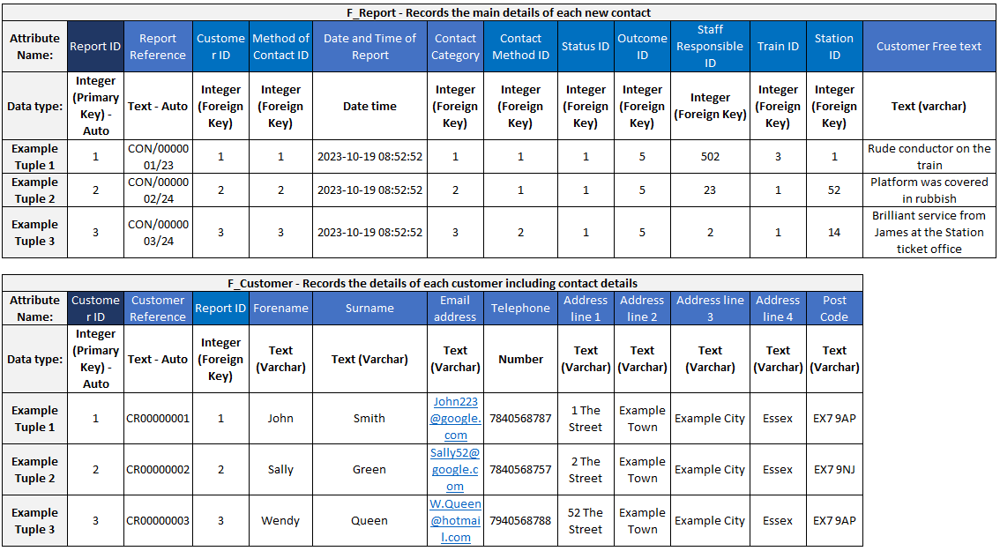 F_Report - Records the main details of each new contact
Attribute Name: Report ID Report Reference Custome r ID Method of Contact ID Date and Time of Report Contact Category Contact Method ID Status ID Outcome ID Staff Responsible ID Train ID Station ID Customer Free text
Data type: Integer (Primary Key) - Auto Text - Auto Integer (Foreign Key) Integer (Foreign Key) Date time Integer (Foreign Key) Integer (Foreign Key) Integer (Foreign Key) Integer (Foreign Key) Integer (Foreign Key) Integer (Foreign Key) Integer (Foreign Key) Text (varchar)
Example Tuple 1 1 CON/00000 01/23 1 1 2023-10-19 08:52:52 1 1 1 5 502 3 1 Rude conductor on the train
Example Tuple 2 2 CON/00000 02/24 2 2 2023-10-19 08:52:52 2 1 1 5 23 1 52 Platform was covered in rubbish
Example Tuple 3 3 CON/00000 03/24 3 3 2023-10-19 08:52:52 3 2 1 5 2 1 14 Brilliant service from James at the Station ticket office
F_Customer - Records the details of each customer including contact details
Attribute Name: Custome r ID Customer Reference Report ID Forename Surname Email address Telephone Address line 1 Address line 2 Address line 3 Address line 4 Post Code
Data type: Integer (Primary Key) - Auto Text - Auto Integer (Foreign Key) Text (Varchar) Text (Varchar) Text (Varchar) Number Text (Varchar) Text (Varchar) Text (Varchar) Text (Varchar) Text (Varchar)
Example Tuple 1 1 CR00000001 1 John Smith John223 @google. com 7840568787 1 The Street Example Town Example City Essex EX7 9AP
Example Tuple 2 2 CR00000002 2 Sally Green Sally52@ google.c om 7840568757 2 The Street Example Town Example City Essex EX7 9NJ
Example Tuple 3 3 CR00000003 3 Wendy Queen W.Queen @hotmai l.com 7940568788 52 The Street Example Town Example City Essex EX7 9AP